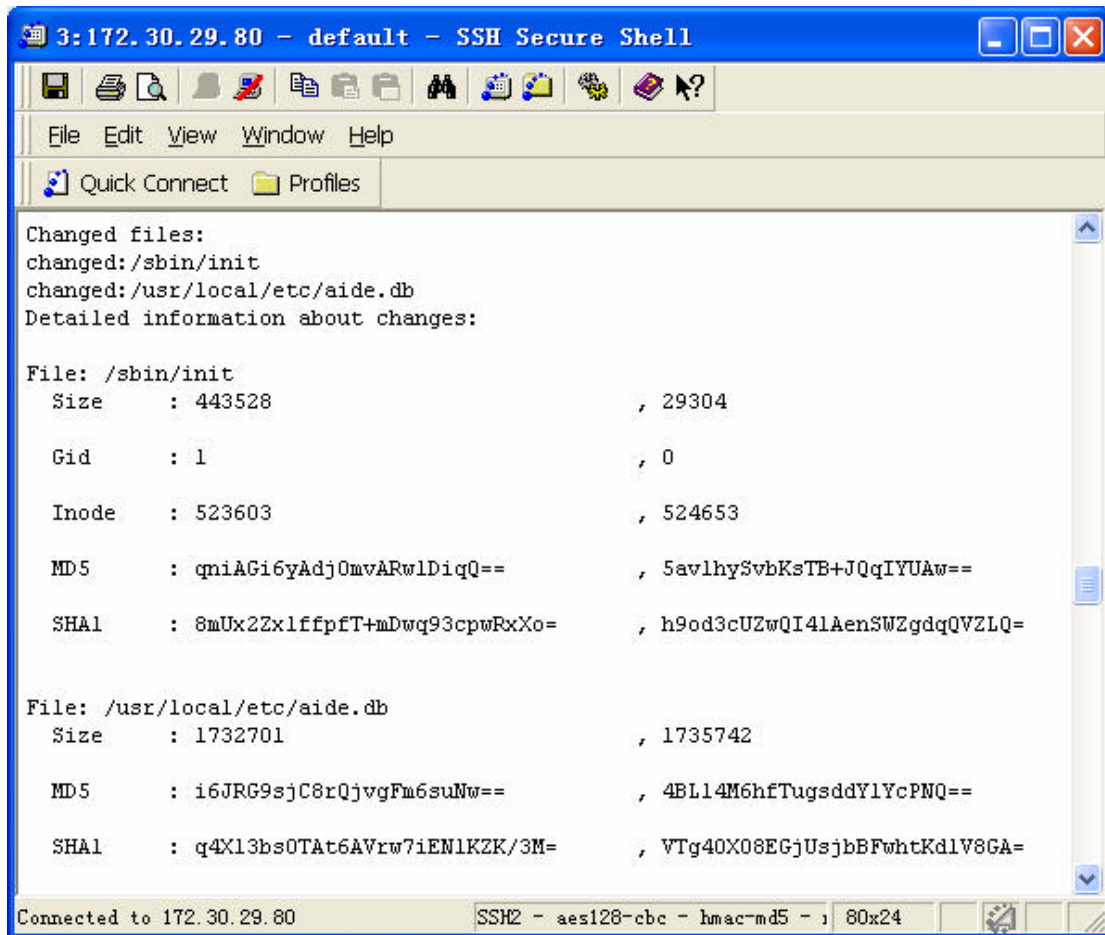 3:172.30.29.80 - default - SSH Secure Shell
File Edit View Window Help
Quick Connect Profiles
Changed files:
changed:/sbin/init
changed:/usr/local/etc/aide.db
Detailed information about changes:
File: /sbin/init
Size : 443528 , 29304
Gid : 1 , 0
Inode : 523603 , 524653
MD5 : qniAGi6yAdj0mvARwlDiqQ== , 5avlhySvbKsTB+JQqIYUAw==
SHA1 : 8mUx2Zx1ffpfT+mDwq93cpwRxXo= , h9od3cUZwQI41AenSWZgdqQVZLQ=
File: /usr/local/etc/aide.db
Size : 1732701 , 1735742
MD5 : i6JRG9sjC8rQjvgFm6suNw== , 4BL14M6hfTugsddY1YcPNQ==
SHA1 : q4X13bs0TAt6AVrw7iEN1KZK/3M= , VTg40X08EGjUsjbBFwhtKd1V8GA=
Connected to 172.30.29.80 SSH2 - aes128-cbc - hmac-md5 - 80x24